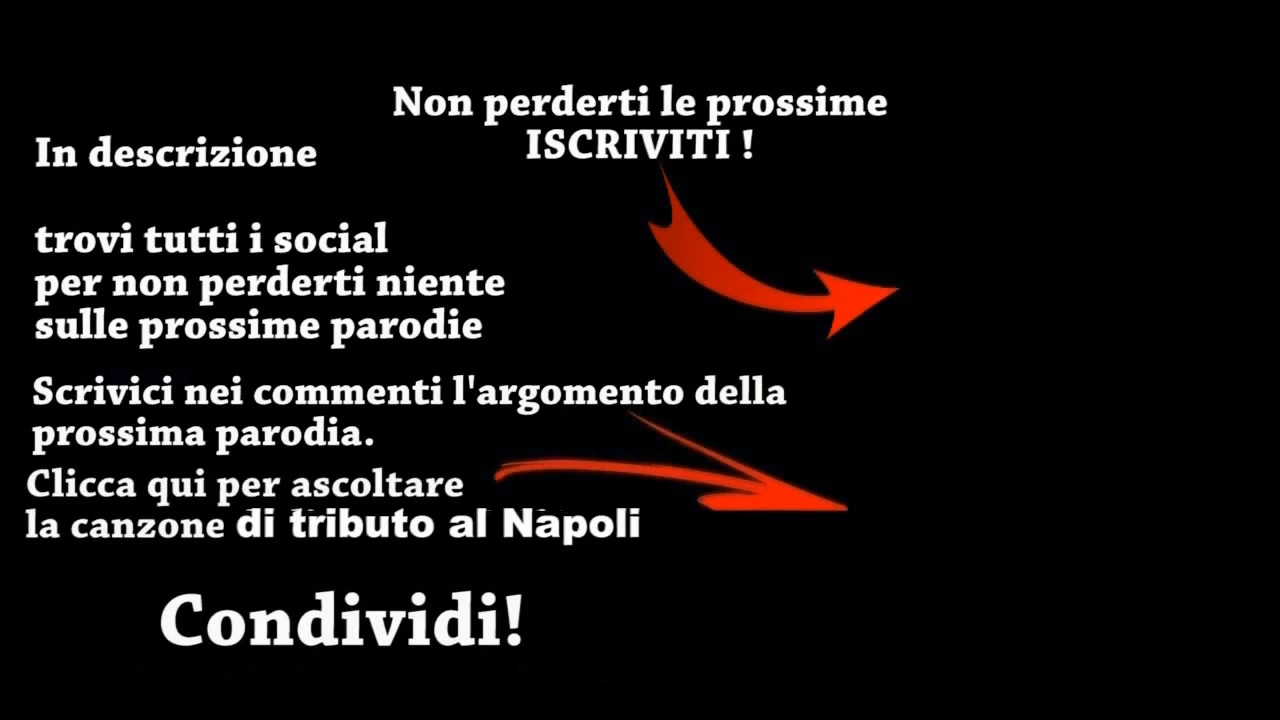 Non perderti le prossime
ISCRIVITI !
In descrizione
trovi tutti i social
per non perderti niente
sulle prossime parodie
Scrivici nei commenti l'argomento della
prossima parodia.
Clicca qui per ascoltare
la canzone di tributo al Napoli
Condividi!